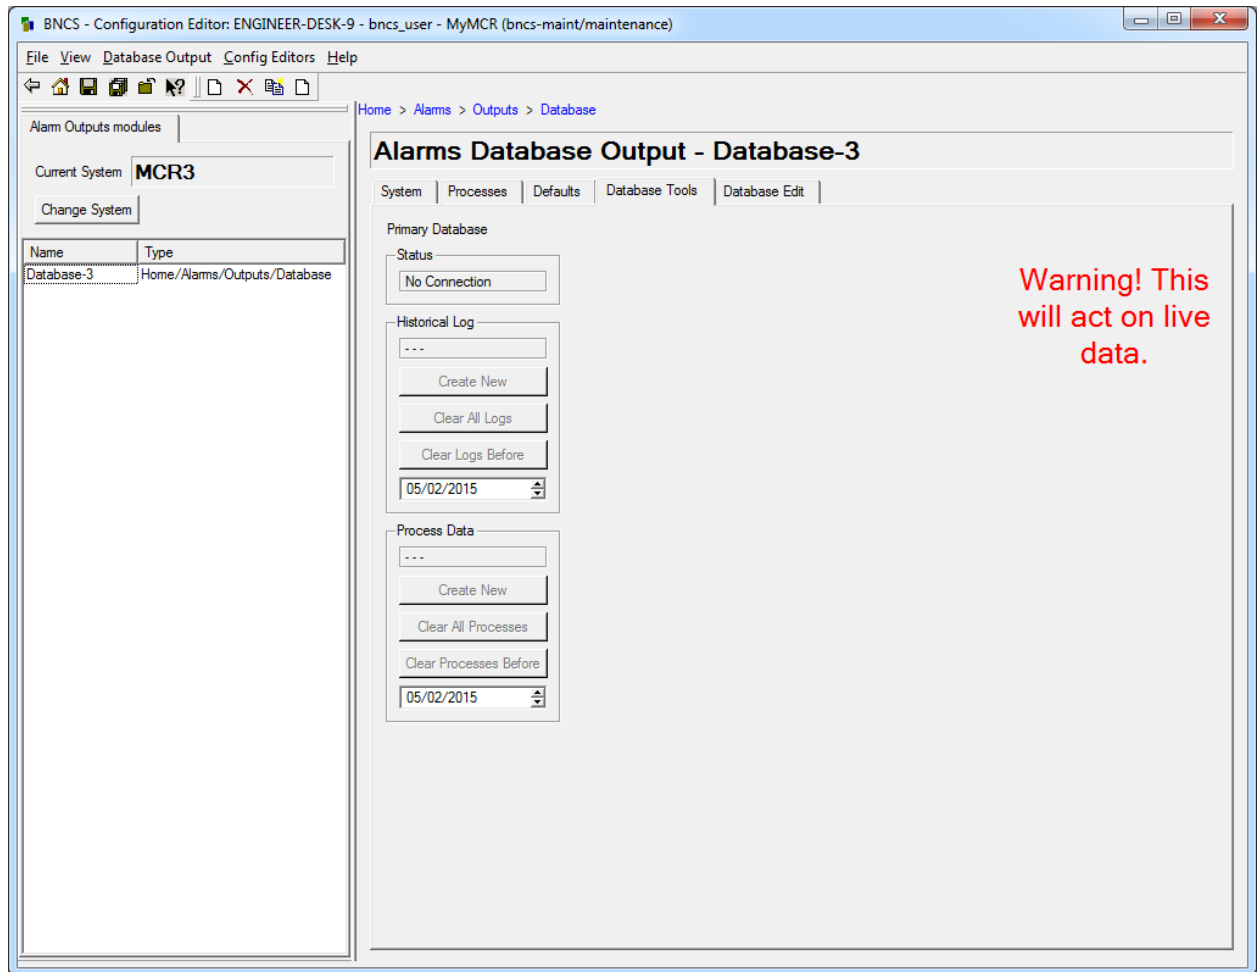 BNCS - Configuration Editor: ENGINEER-DESK-9 - bncs_user - MyMCR (bncs-maint/maintenance)
File View Database Output Config Editors Help
Home > Alarms > Outputs > Database
Alarm Outputs modules
Current System MCR3
Change System
Name Type
Database-3 Home/Alarms/Outputs/Database
Alarms Database Output - Database-3
System Processes Defaults Database Tools Database Edit
Primary Database
Status
No Connection
Historical Log
---
Create New
Clear All Logs
Clear Logs Before
05/02/2015
Process Data
---
Create New
Clear All Processes
Clear Processes Before
05/02/2015
Warning! This
will act on live
data.